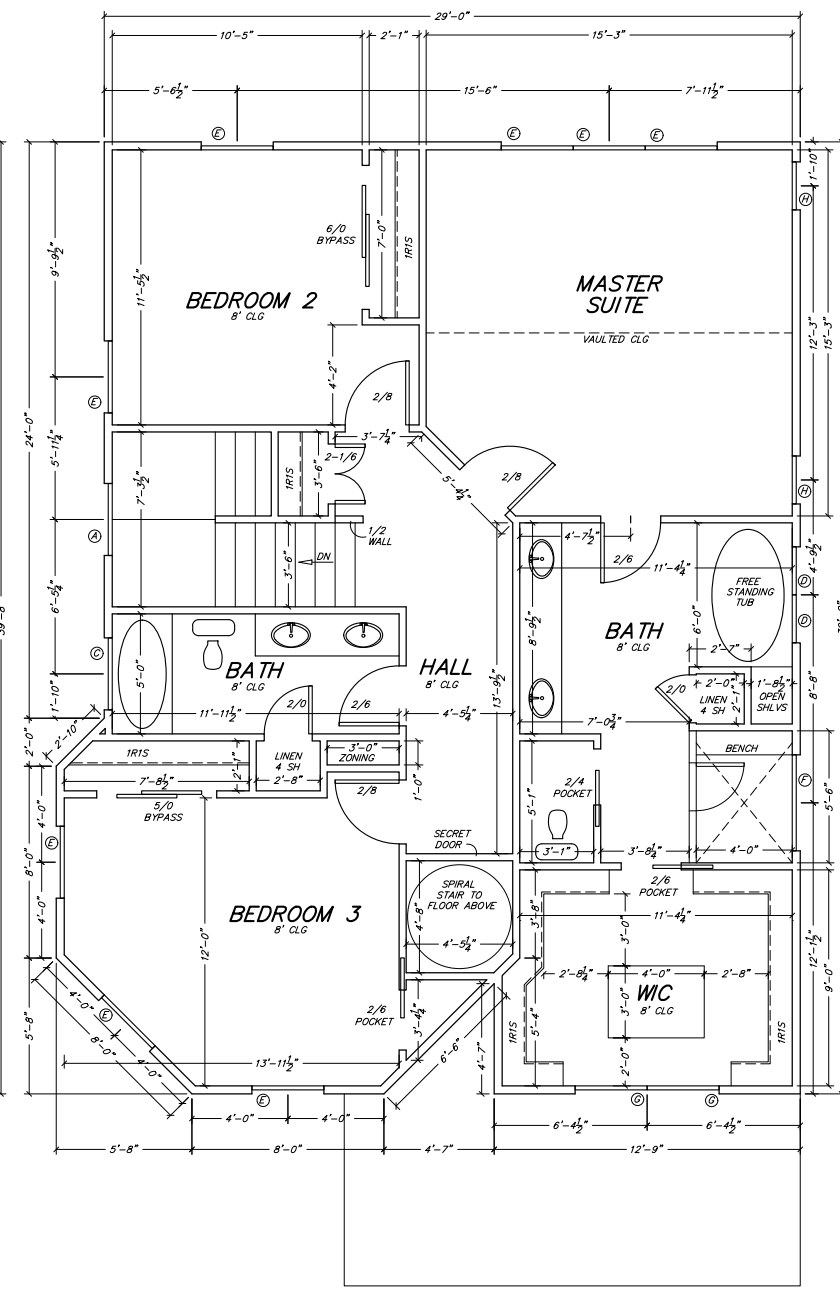 29'-0"
10'-5" 2'-1" 15'-3"
5'-6½" 15'-6" 7'-11½"
E E E E
1'-10"
H
6/0
BYPASS
7'-0"
1R1S
9'-9½"
11'-5½"
BEDROOM 2
8' CLG
MASTER
SUITE
VAULTED CLG
12'-3"
15'-3"
4'-2"
2/8
E
24'-0"
5'-11¼"
3'-7¼"
2-1/6
1R1S
3'-6"
7'-3½"
5'-4¼"
2/8
H
A
1/2
WALL
DN
3'-6"
4'-7½"
2/6
11'-4¼"
4'-9½"
FREE
STANDING
TUB
D
D
6'-5¼"
8'-9½"
6'-0"
BATH
8' CLG
2'-7"
39'-8"
C
5'-0"
BATH
8' CLG
HALL
8' CLG
13'-9½"
8'-8"
1'-10"
2/0
2/6
11'-11½"
4'-5¼"
2/0
2'-0"
1'-8½"
LINEN
4 SH
2'-1"
OPEN
SHLVS
7'-0¾"
2'-0"
2'-10"
1R1S
2'-1"
7'-8½"
LINEN
4 SH
2'-8"
3'-0"
ZONING
1'-0"
BENCH
5/0
BYPASS
2/8
5'-1"
2/4
POCKET
F
5'-6"
4'-0"
8'-0"
E
SECRET
DOOR
3'-1"
3'-8¼"
4'-0"
2/6
POCKET
4'-0"
SPIRAL
STAIR TO
FLOOR ABOVE
4'-8"
4'-5¼"
BEDROOM 3
8' CLG
12'-0"
3'-8"
11'-4¼"
3'-0"
12'-1½"
9'-0"
2'-8¼"
4'-0"
2'-8"
3'-0"
WIC
8' CLG
1R1S
1R1S
5'-4"
2'-0"
5'-8"
4'-0"
E
8'-0"
4'-0"
2/6
POCKET
3'-4¼"
13'-11½"
6'-6"
4'-7"
E
G G
4'-0" 4'-0"
6'-4½" 6'-4½"
5'-8" 8'-0" 4'-7" 12'-9"